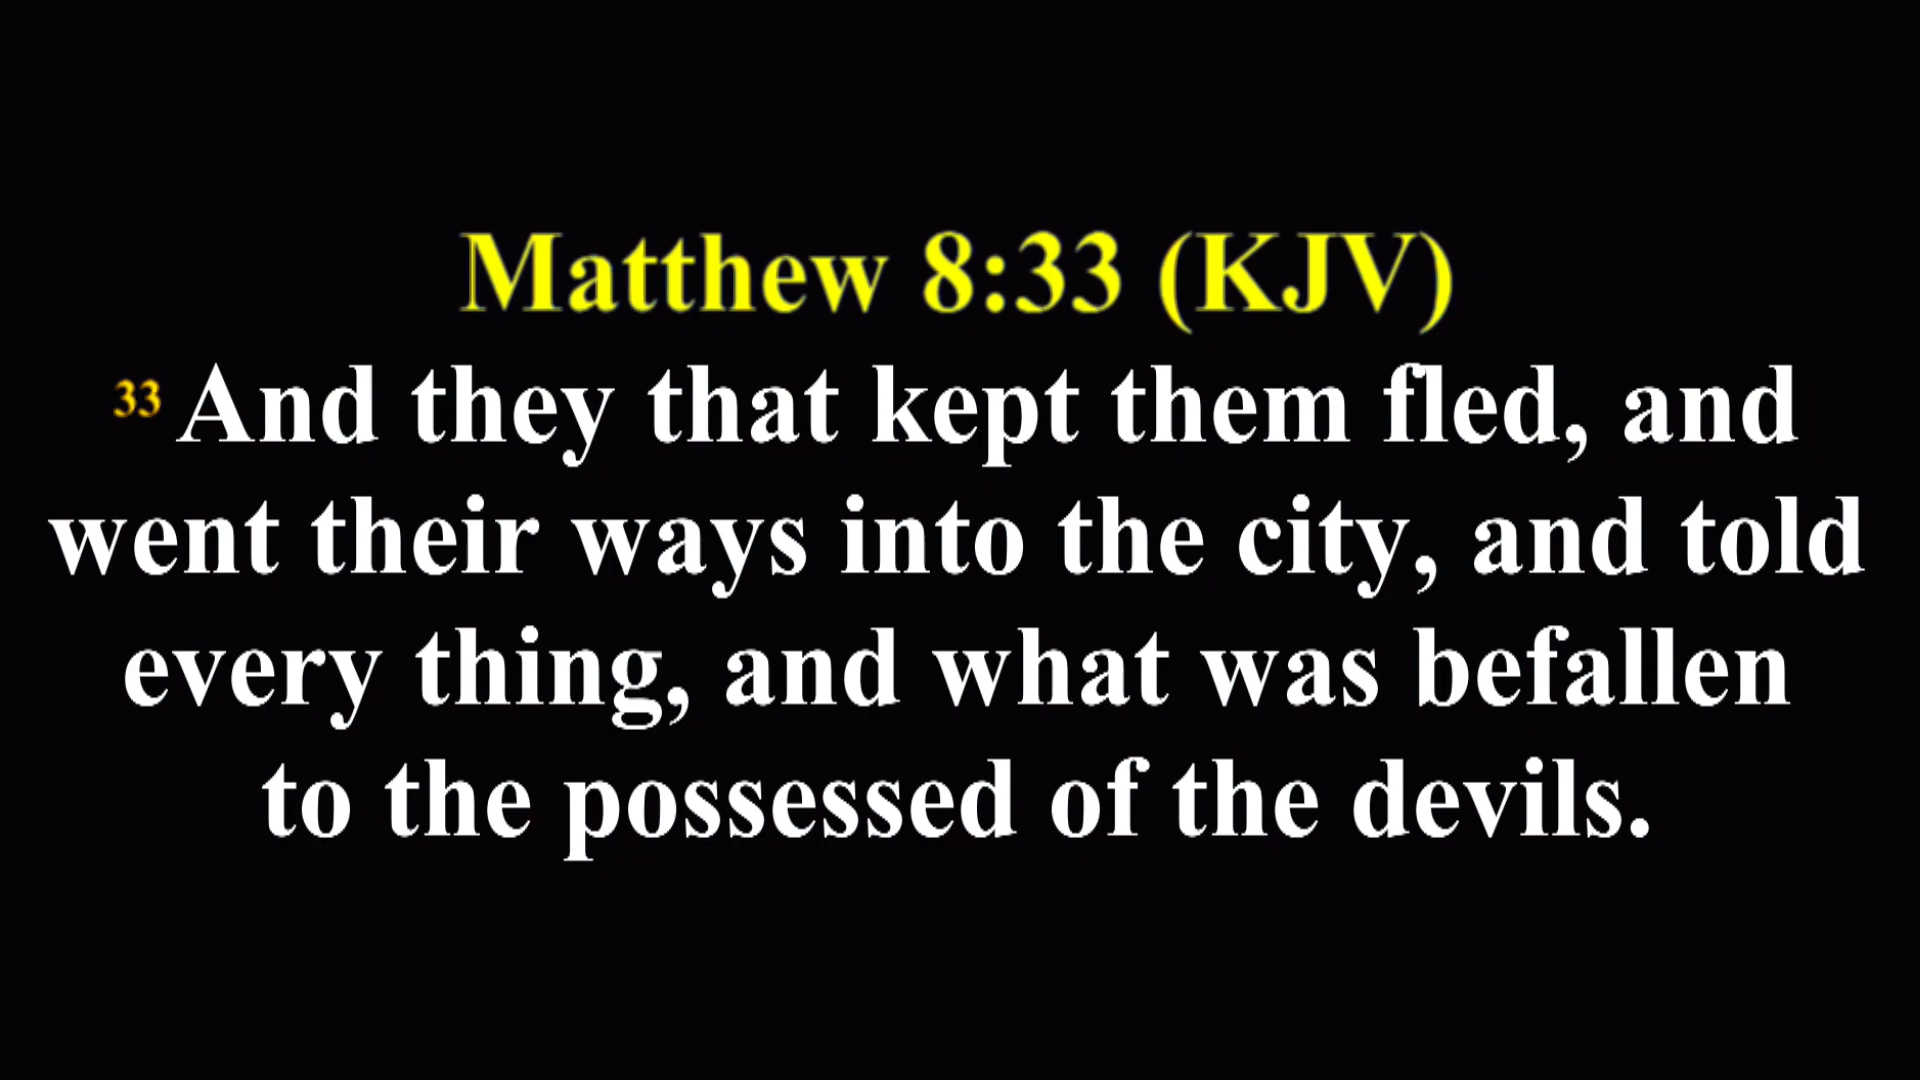 Matthew 8:33 (KJV)
33 And they that kept them fled, and
went their ways into the city, and told
every thing, and what was befallen
to the possessed of the devils.